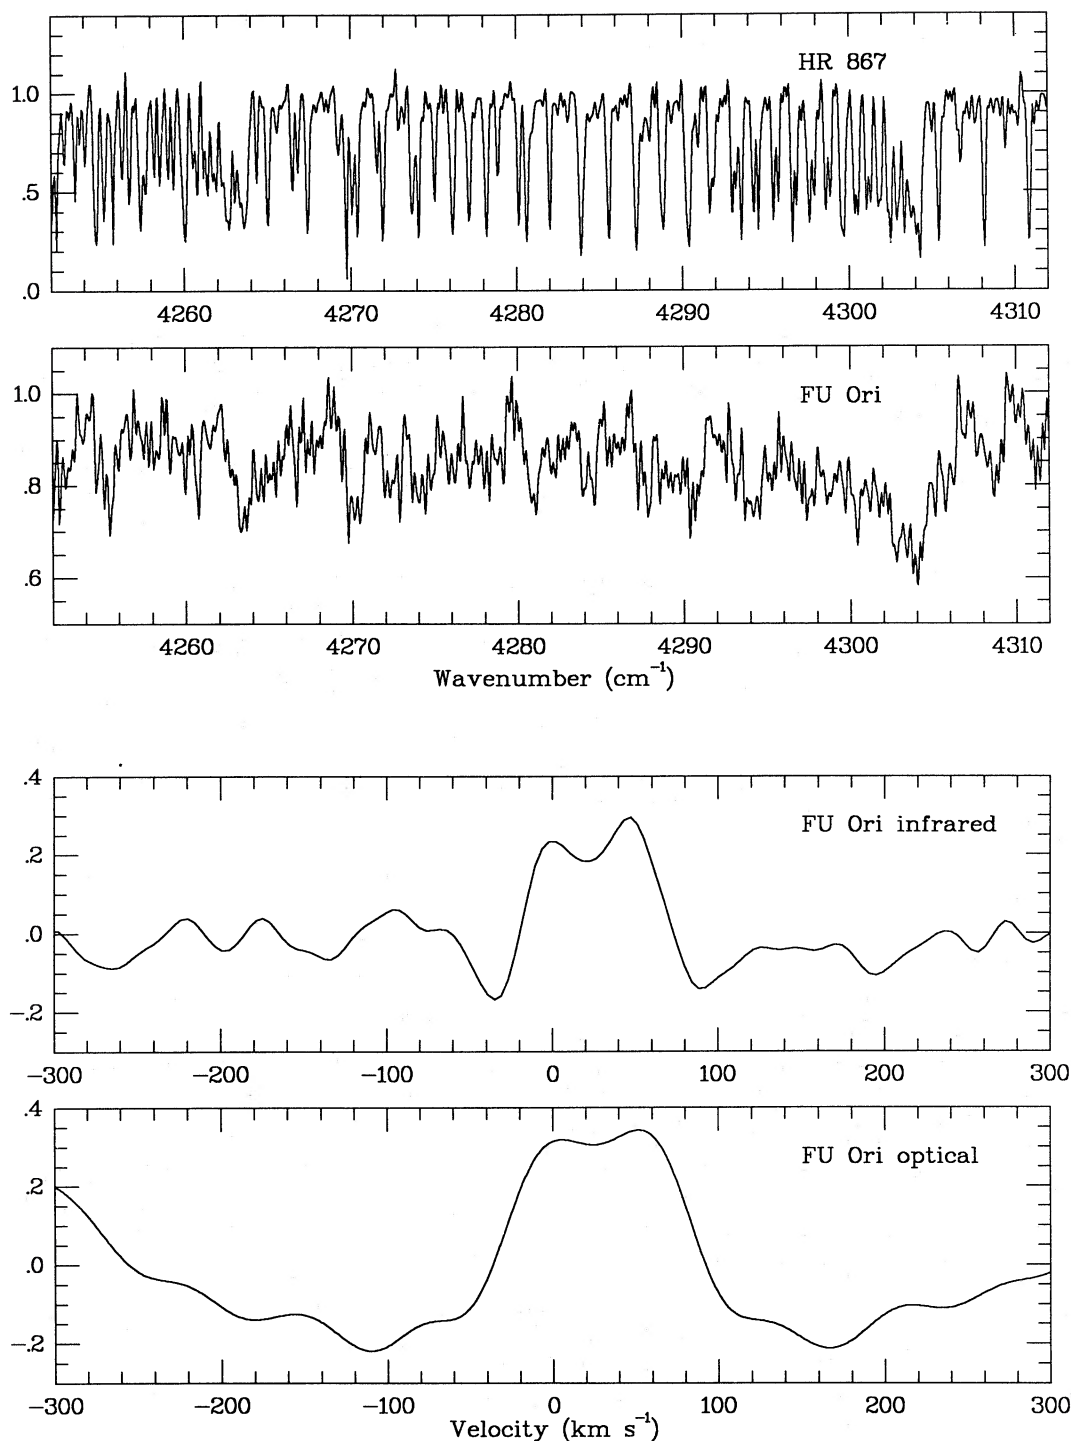 HR 867
1.0
.5
.0
4260 4270 4280 4290 4300 4310
FU Ori
1.0
.8
.6
4260 4270 4280 4290 4300 4310
Wavenumber (cm⁻¹)
.4
FU Ori infrared
.2
.0
−.2
−300 −200 −100 0 100 200 300
.4
FU Ori optical
.2
.0
−.2
−300 −200 −100 0 100 200 300
Velocity (km s⁻¹)